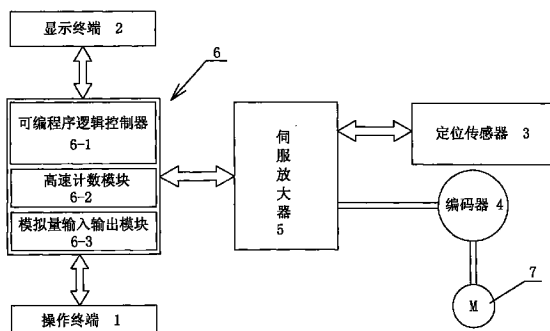 显示终端 2
6
可编程序逻辑控制器
6-1
高速计数模块
6-2
模拟量输入输出模块
6-3
操作终端 1
伺服放大器
5
定位传感器 3
编码器 4
7
M